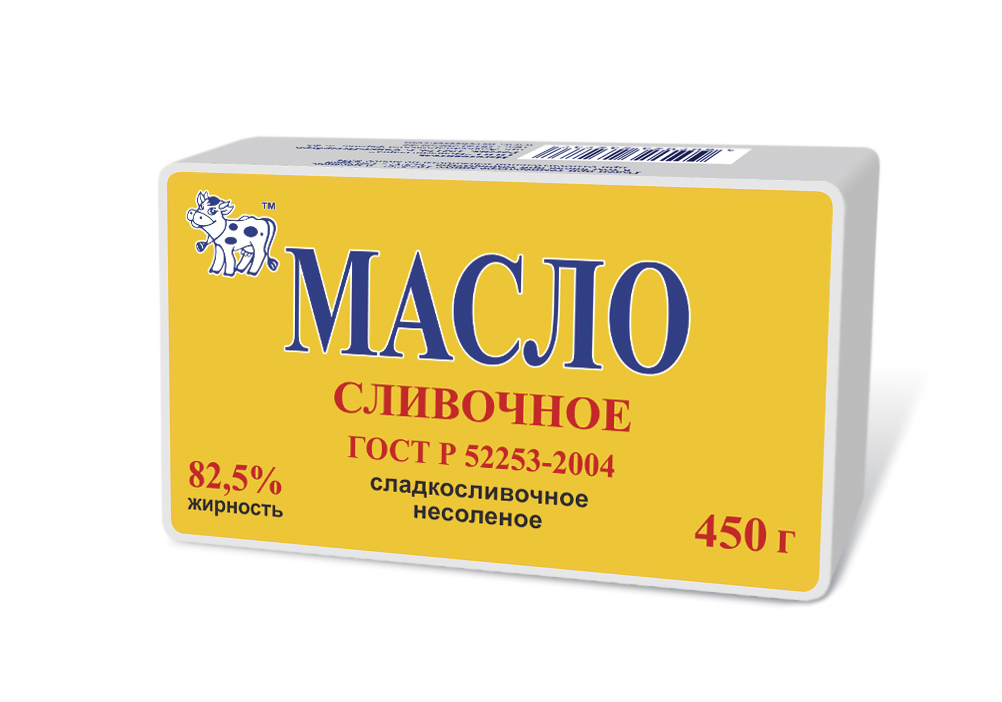 TM
МАСЛО
СЛИВОЧНОЕ
ГОСТ Р 52253-2004
82,5%
жирность
сладкосливочное
несоленое
450 г